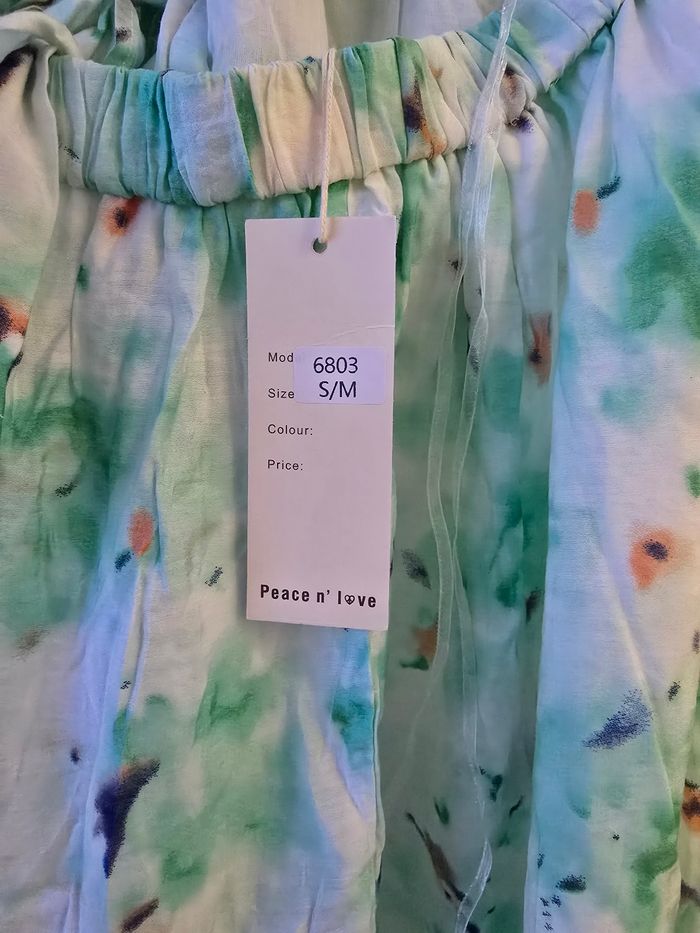 Mod 6803
Size S/M
Colour:
Price:
Peace n' love